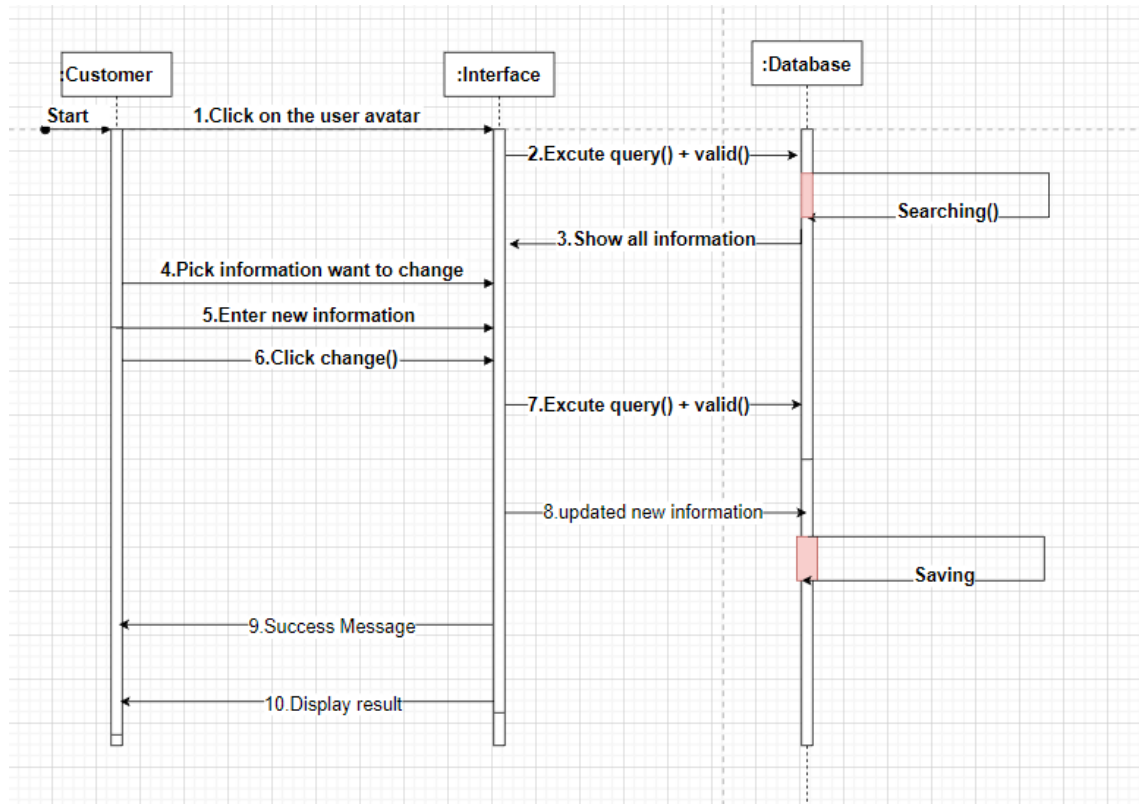 :Customer
:Interface
:Database
Start
1.Click on the user avatar
2.Excute query() + valid()
Searching()
3.Show all information
4.Pick information want to change
5.Enter new information
6.Click change()
7.Excute query() + valid()
8.updated new information
Saving
9.Success Message
10.Display result